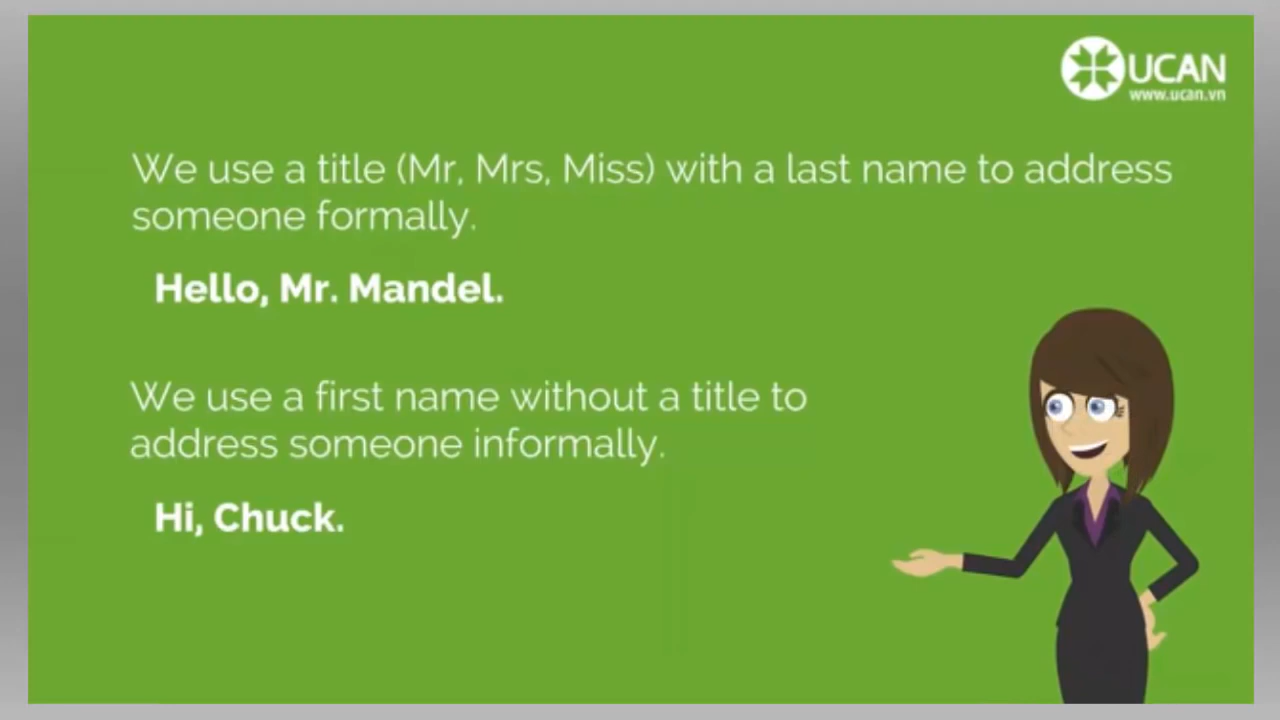 UCAN
www.ucan.vn
We use a title (Mr, Mrs, Miss) with a last name to address
someone formally.
Hello, Mr. Mandel.
We use a first name without a title to
address someone informally.
Hi, Chuck.